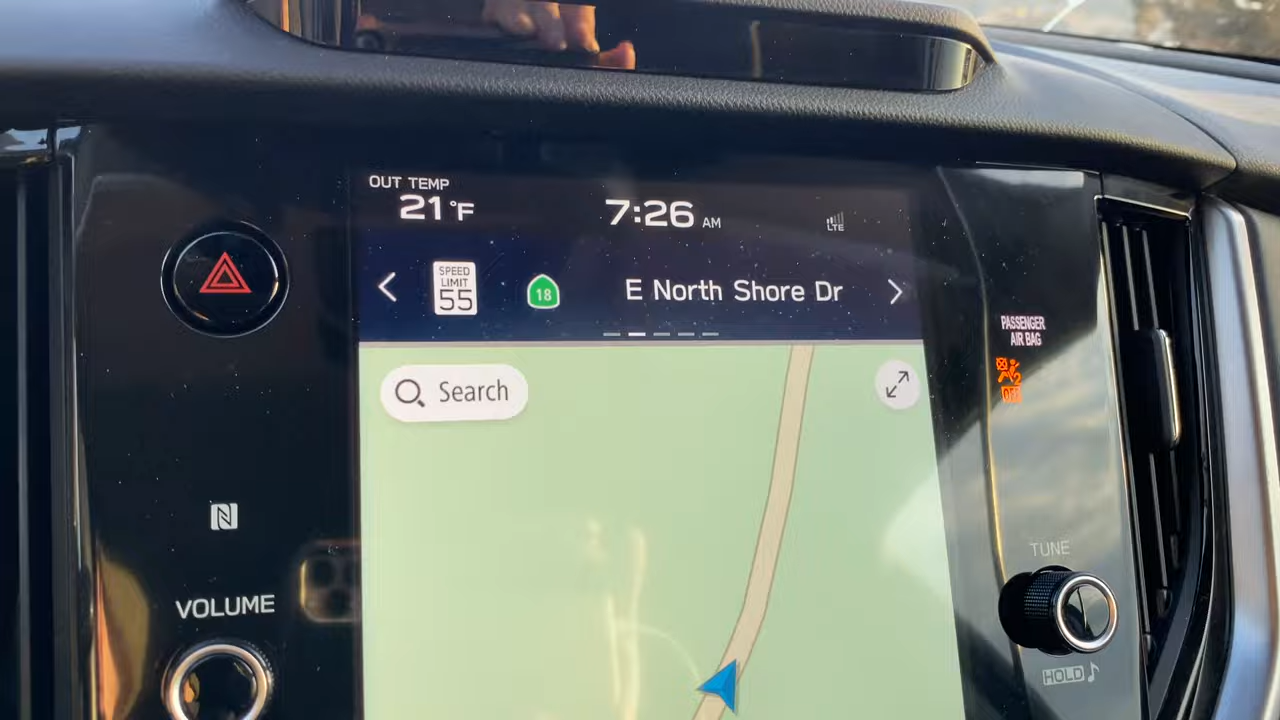 OUT TEMP
21°F
7:26 AM
LTE
SPEED
LIMIT
55
18
E North Shore Dr
PASSENGER
AIR BAG
2
OFF
Search
N
TUNE
VOLUME
HOLD♪